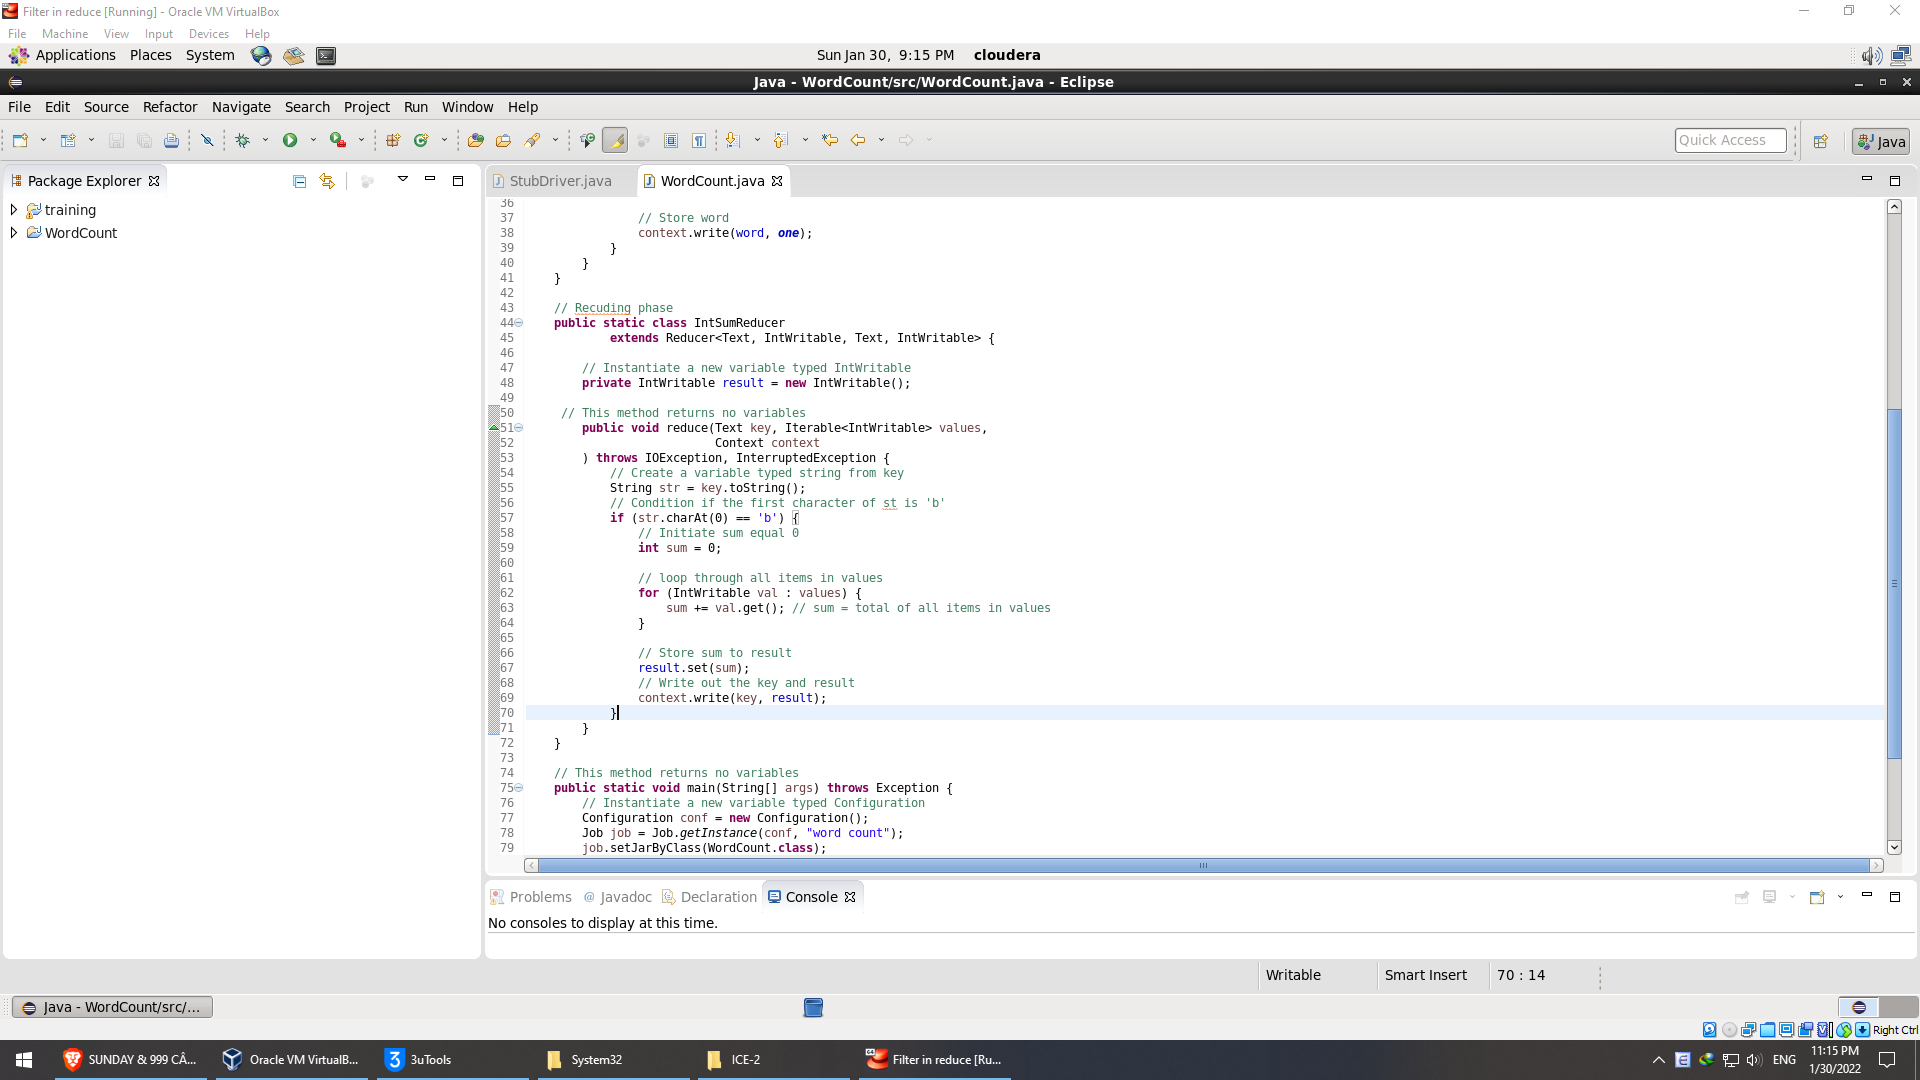 Filter in reduce [Running] - Oracle VM VirtualBox
File Machine View Input Devices Help
Applications Places System Sun Jan 30, 9:15 PM cloudera
Java - WordCount/src/WordCount.java - Eclipse
File Edit Source Refactor Navigate Search Project Run Window Help
Quick Access Java
Package Explorer
training
WordCount
StubDriver.java WordCount.java
36
37 // Store word
38 context.write(word, one);
39 }
40 }
41 }
42
43 // Recuding phase
44 public static class IntSumReducer
45 extends Reducer<Text, IntWritable, Text, IntWritable> {
46
47 // Instantiate a new variable typed IntWritable
48 private IntWritable result = new IntWritable();
49
50 // This method returns no variables
51 public void reduce(Text key, Iterable<IntWritable> values,
52 Context context
53 ) throws IOException, InterruptedException {
54 // Create a variable typed string from key
55 String str = key.toString();
56 // Condition if the first character of st is 'b'
57 if (str.charAt(0) == 'b') {
58 // Initiate sum equal 0
59 int sum = 0;
60
61 // loop through all items in values
62 for (IntWritable val : values) {
63 sum += val.get(); // sum = total of all items in values
64 }
65
66 // Store sum to result
67 result.set(sum);
68 // Write out the key and result
69 context.write(key, result);
70 }
71 }
72 }
73
74 // This method returns no variables
75 public static void main(String[] args) throws Exception {
76 // Instantiate a new variable typed Configuration
77 Configuration conf = new Configuration();
78 Job job = Job.getInstance(conf, "word count");
79 job.setJarByClass(WordCount.class);
Problems Javadoc Declaration Console
No consoles to display at this time.
Writable Smart Insert 70 : 14
Java - WordCount/src/...
Right Ctrl
SUNDAY & 999 CÂ... Oracle VM VirtualB... 3uTools System32 ICE-2 Filter in reduce [Ru... ENG 11:15 PM
1/30/2022